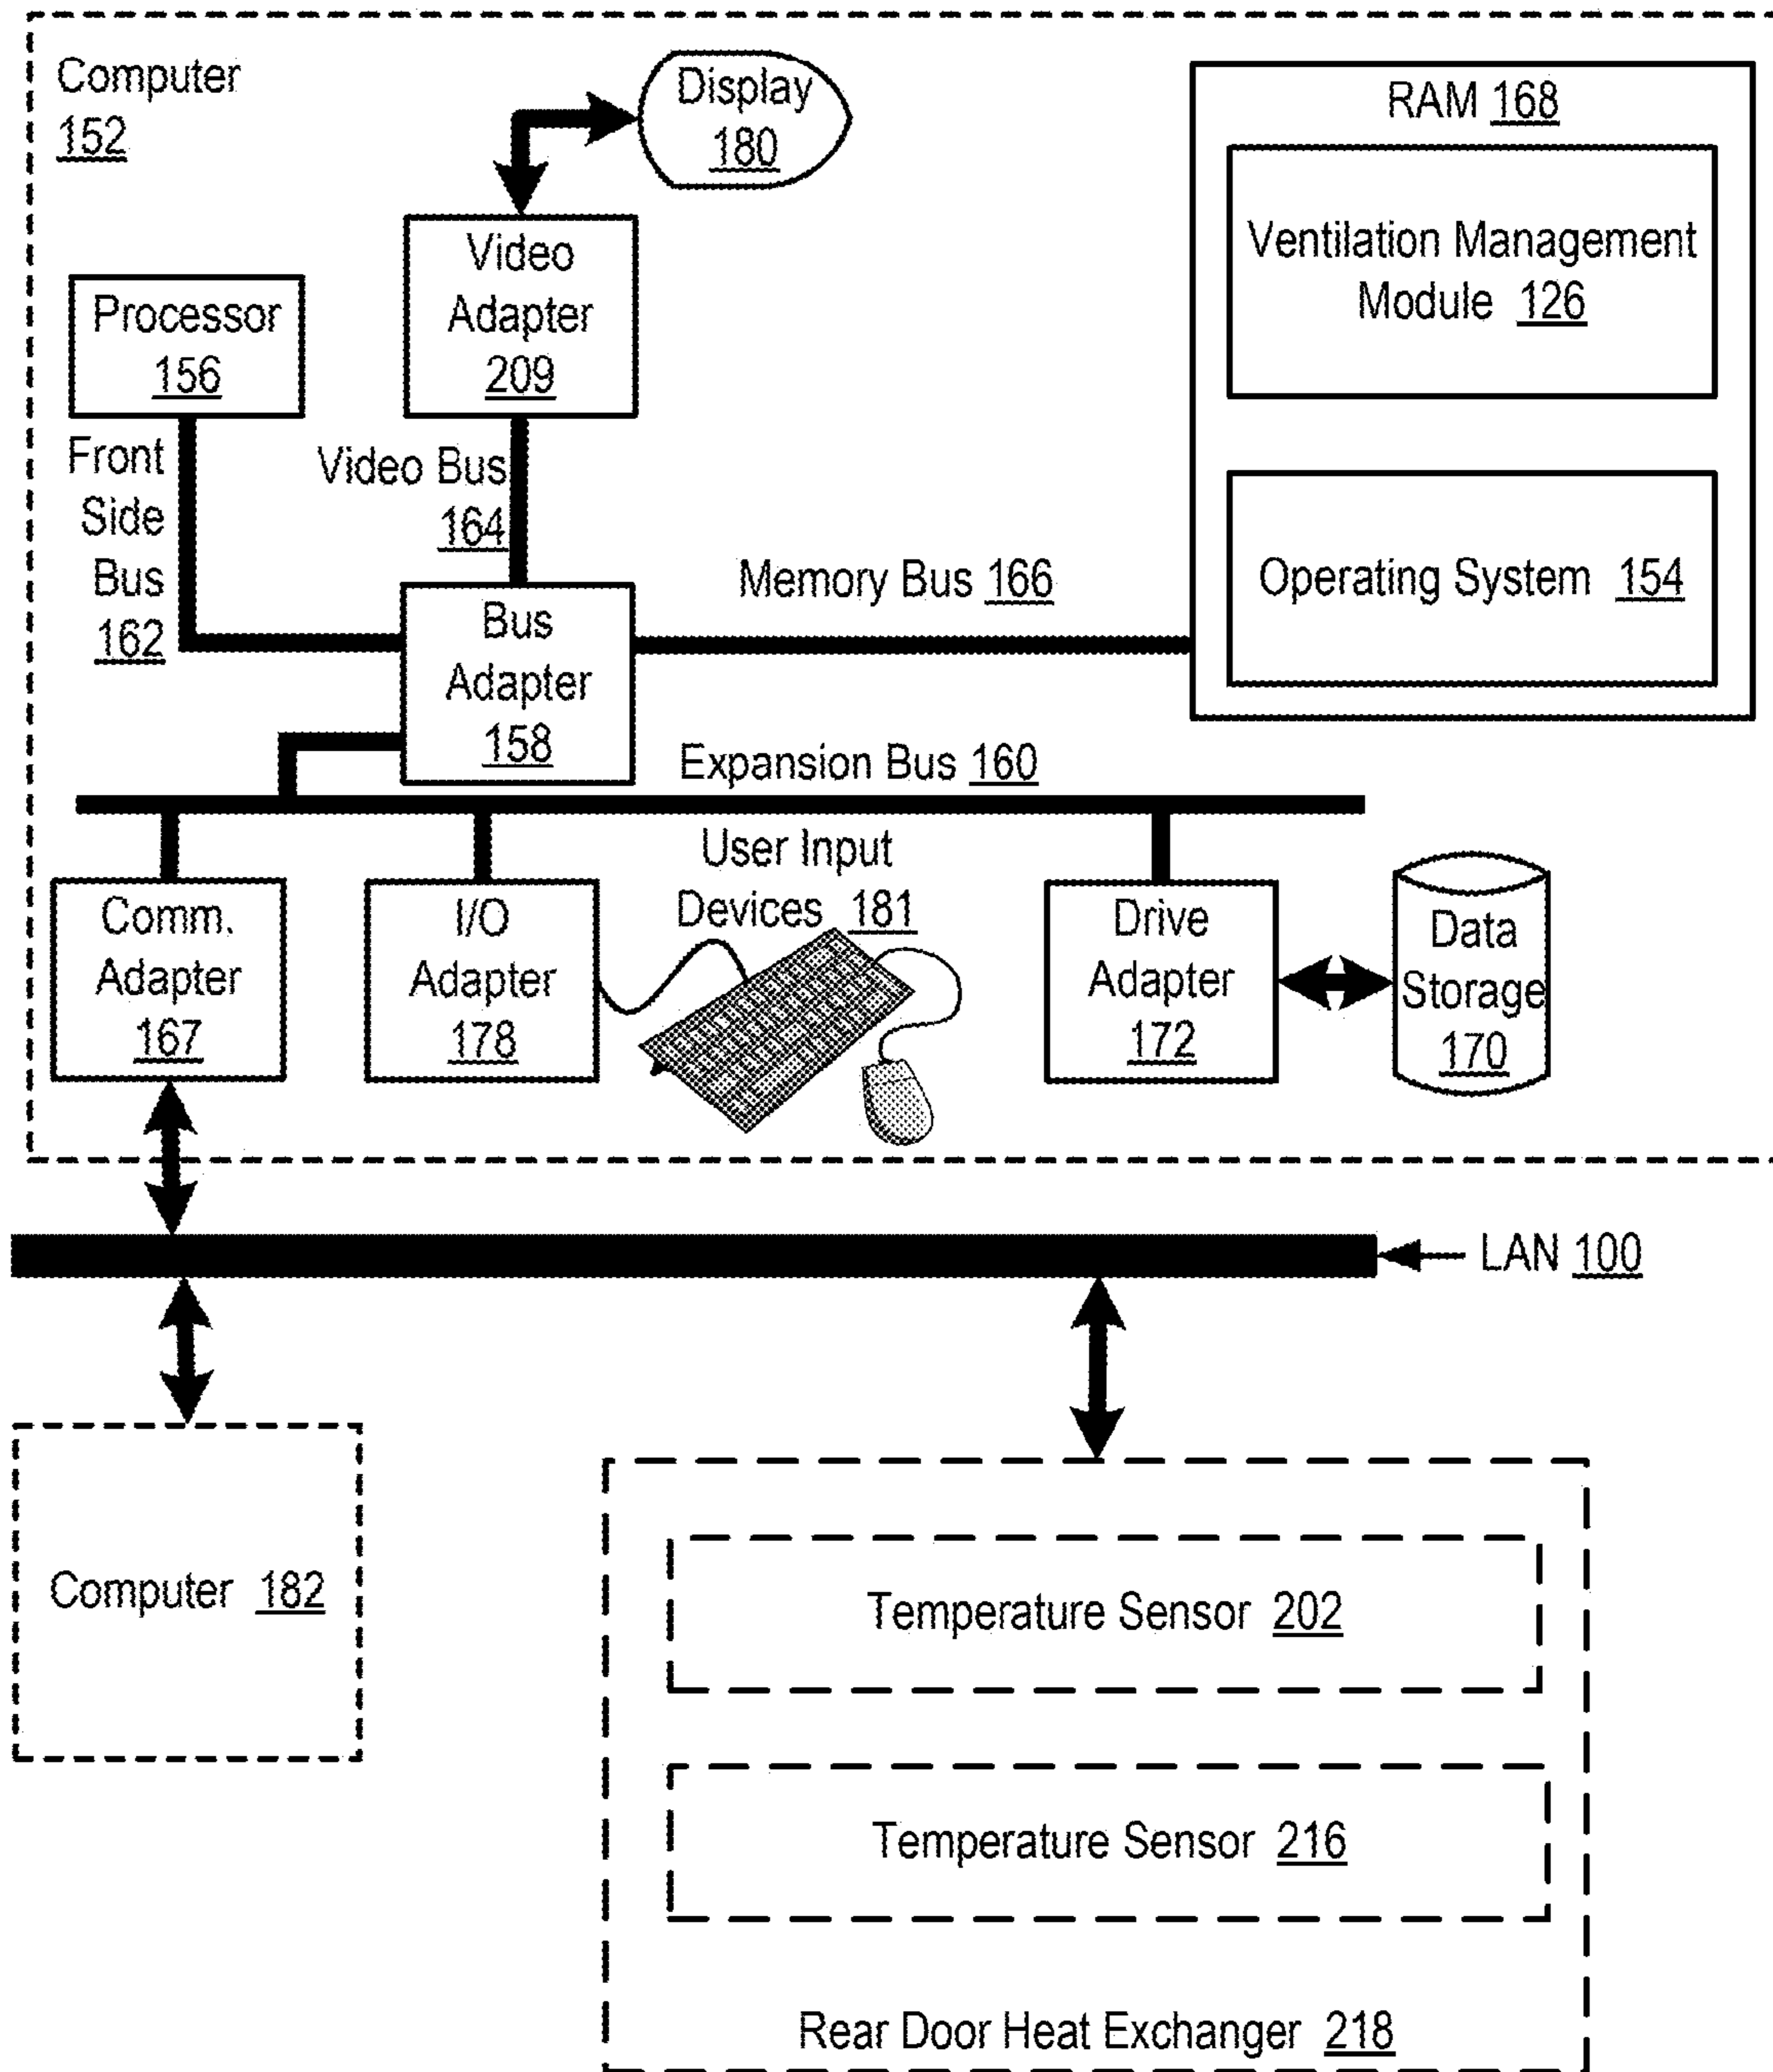 Computer
152
Display
180
RAM 168
Ventilation Management
Module 126
Video
Adapter
209
Processor
156
Front
Side
Bus
162
Video Bus
164
Memory Bus 166
Operating System 154
Bus
Adapter
158
Expansion Bus 160
User Input
Devices 181
Comm.
Adapter
167
I/O
Adapter
178
Drive
Adapter
172
Data
Storage
170
LAN 100
Computer 182
Temperature Sensor 202
Temperature Sensor 216
Rear Door Heat Exchanger 218